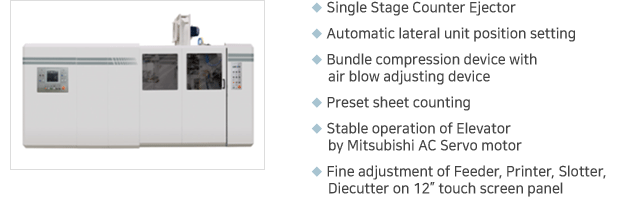 Single Stage Counter Ejector
Automatic lateral unit position setting
Bundle compression device with
air blow adjusting device
Preset sheet counting
Stable operation of Elevator
by Mitsubishi AC Servo motor
Fine adjustment of Feeder, Printer, Slotter,
Diecutter on 12” touch screen panel